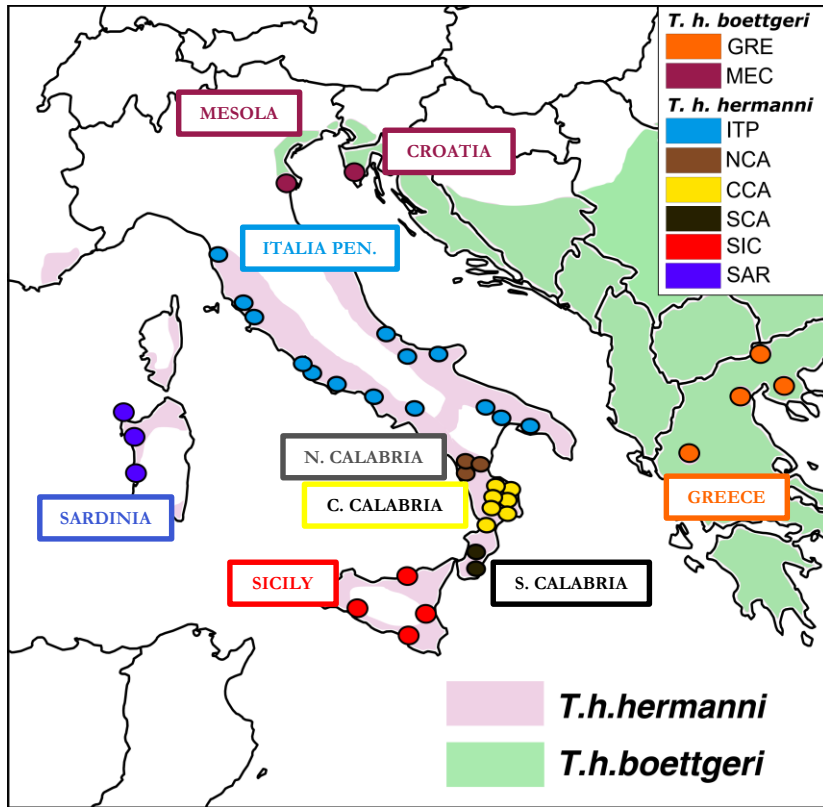 T. h. boettgeri
GRE
MEC
T. h. hermanni
ITP
NCA
CCA
SCA
SIC
SAR
MESOLA
CROATIA
ITALIA PEN.
N. CALABRIA
C. CALABRIA
SARDINIA
GREECE
SICILY
S. CALABRIA
T.h.hermanni
T.h.boettgeri